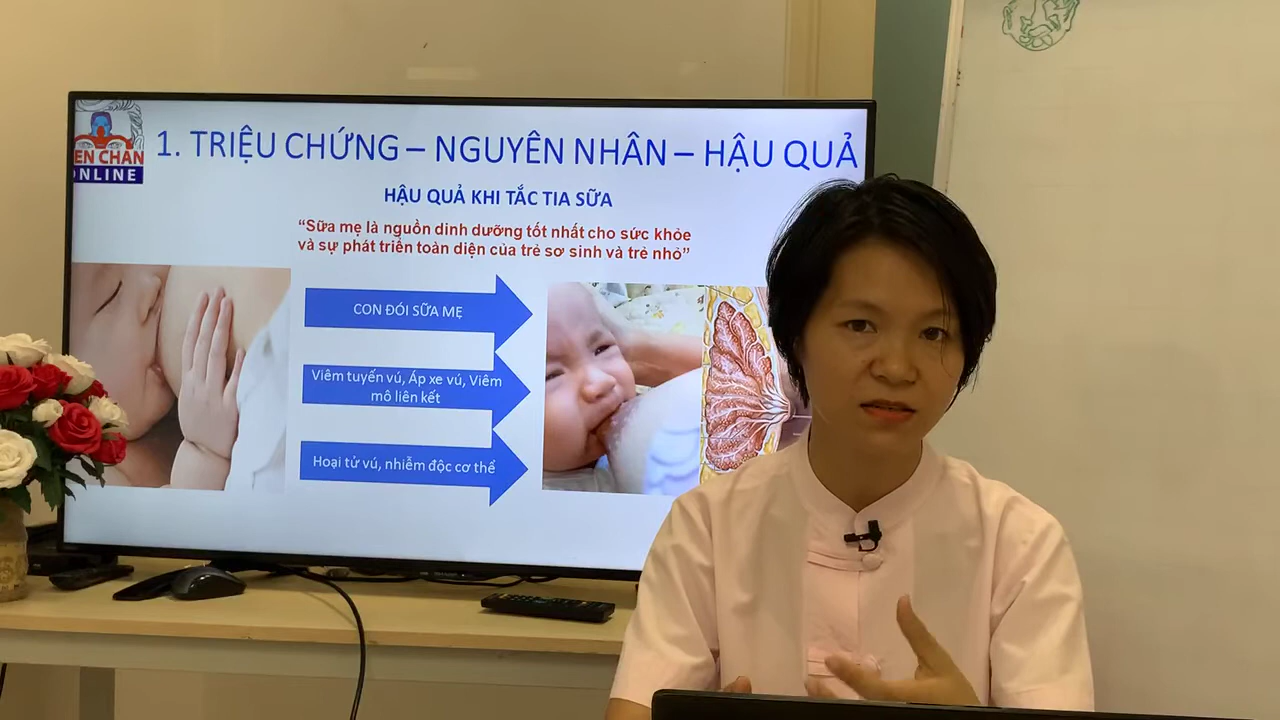 ONLINE
1. TRIỆU CHỨNG – NGUYÊN NHÂN – HẬU QUẢ
HẬU QUẢ KHI TẮC TIA SỮA
“Sữa mẹ là nguồn dinh dưỡng tốt nhất cho sức khỏe
và sự phát triển toàn diện của trẻ sơ sinh và trẻ nhỏ”
CON ĐÓI SỮA MẸ
Viêm tuyến vú, Áp xe vú, Viêm
mô liên kết
Hoại tử vú, nhiễm độc cơ thể